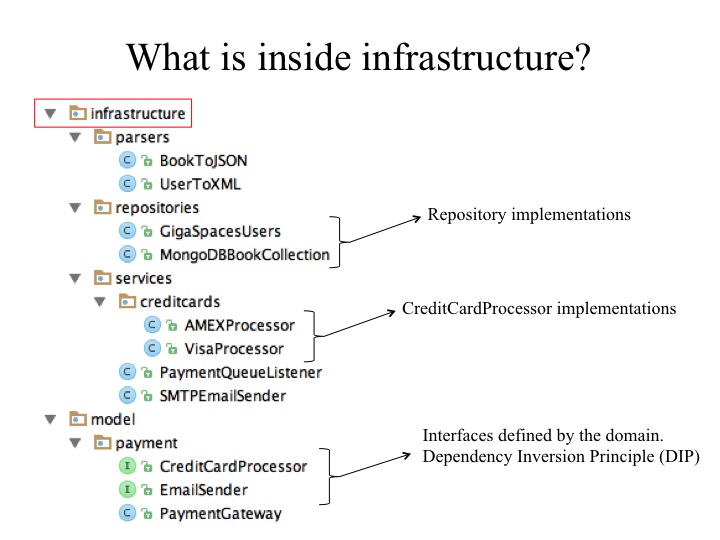 What is inside infrastructure?
infrastructure
parsers
C BookToJSON
C UserToXML
repositories
Repository implementations
C GigaSpacesUsers
C MongoDBBookCollection
services
creditcards
CreditCardProcessor implementations
C AMEXProcessor
C VisaProcessor
C PaymentQueueListener
C SMTPEmailSender
model
payment
Interfaces defined by the domain.
Dependency Inversion Principle (DIP)
I CreditCardProcessor
I EmailSender
C PaymentGateway